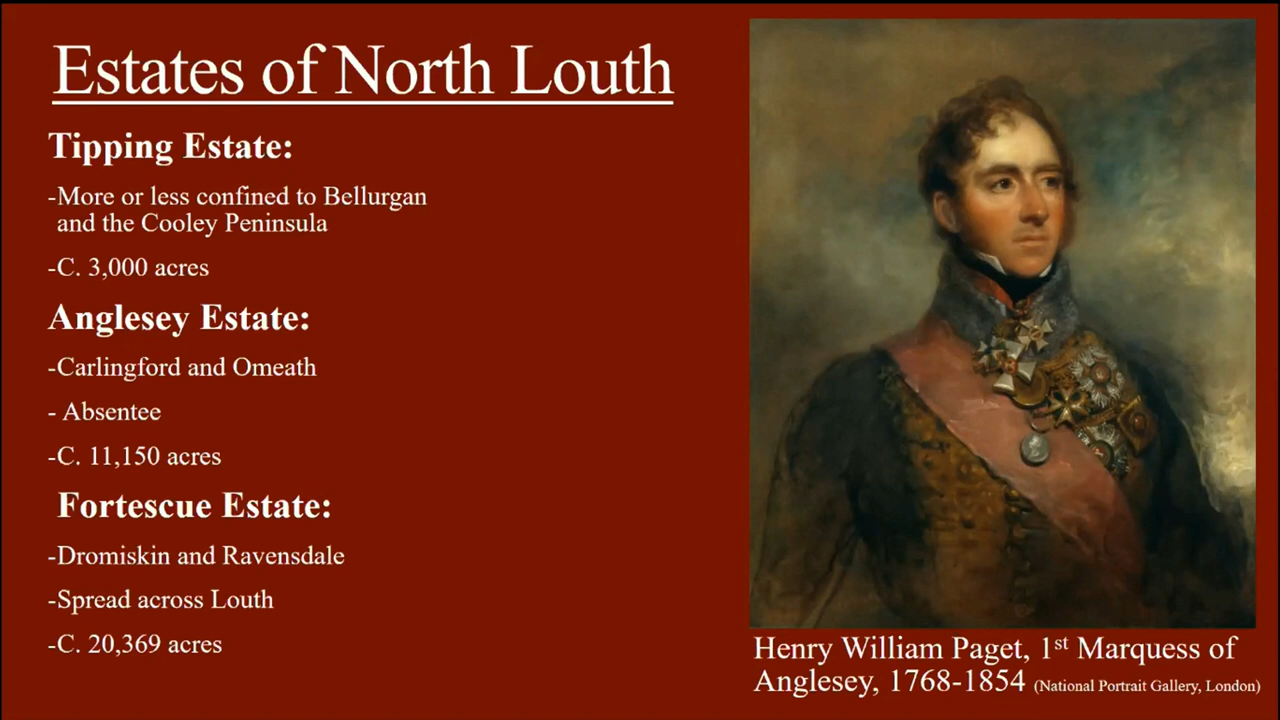 Estates of North Louth
Tipping Estate:
-More or less confined to Bellurgan
and the Cooley Peninsula
-C. 3,000 acres
Anglesey Estate:
-Carlingford and Omeath
- Absentee
-C. 11,150 acres
Fortescue Estate:
-Dromiskin and Ravensdale
-Spread across Louth
-C. 20,369 acres
Henry William Paget, 1st Marquess of
Anglesey, 1768-1854 (National Portrait Gallery, London)